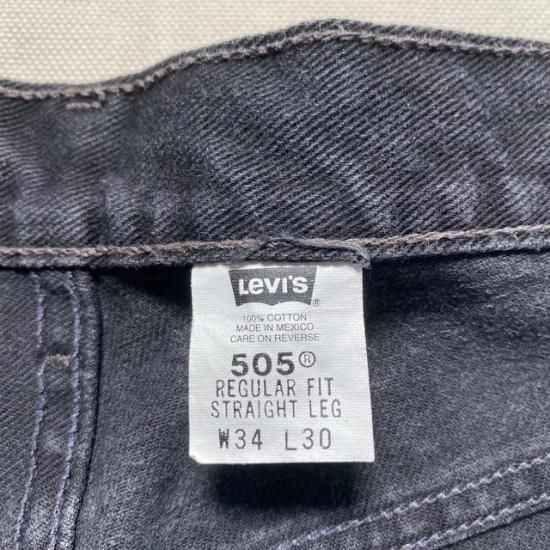 Levi's ®
100% COTTON
MADE IN MEXICO
CARE ON REVERSE
505®
REGULAR FIT
STRAIGHT LEG
W34 L30